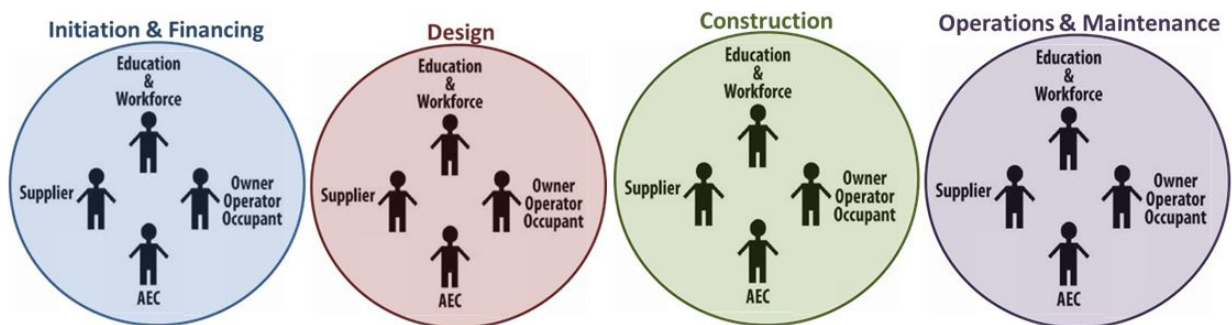 Initiation & Financing
Education
&
Workforce
Supplier
Owner
Operator
Occupant
AEC
Design
Education
&
Workforce
Supplier
Owner
Operator
Occupant
AEC
Construction
Education
&
Workforce
Supplier
Owner
Operator
Occupant
AEC
Operations & Maintenance
Education
&
Workforce
Supplier
Owner
Operator
Occupant
AEC